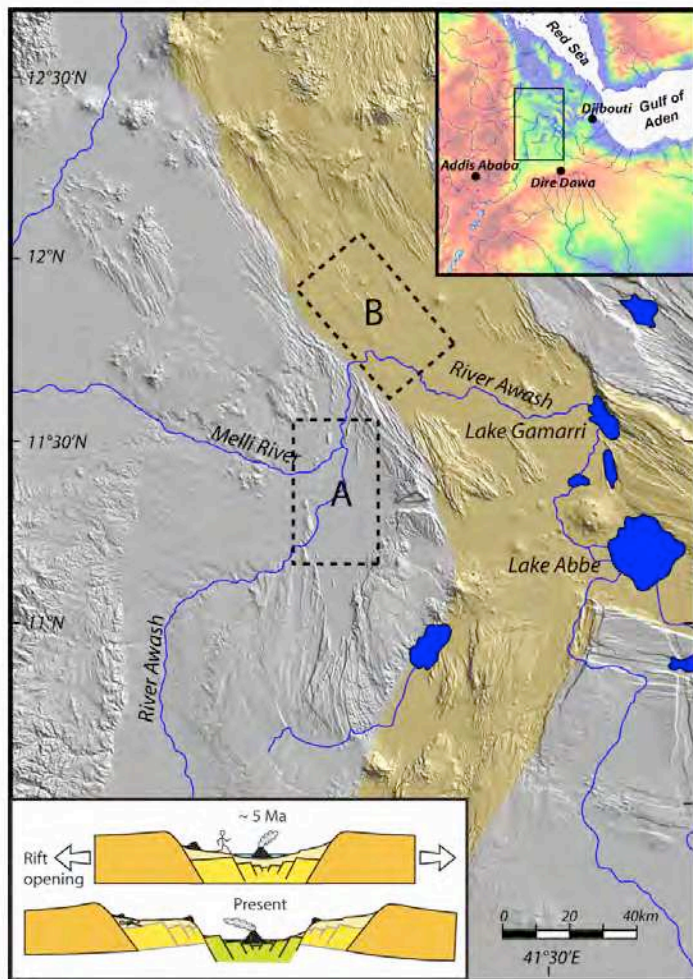 12°30'N
12°N
11°30'N
11°N
Red Sea
Djibouti
Gulf of
Aden
Addis Ababa
Dire Dawa
B
River Awash
Lake Gamarri
Melli River
A
Lake Abbe
River Awash
~ 5 Ma
Rift
opening
Present
0 20 40km
41°30'E